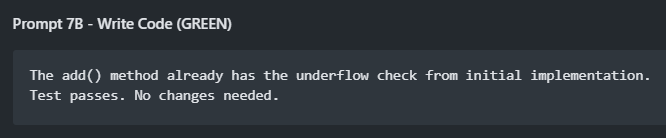 Prompt 7B - Write Code (GREEN)
The add() method already has the underflow check from initial implementation.
Test passes. No changes needed.